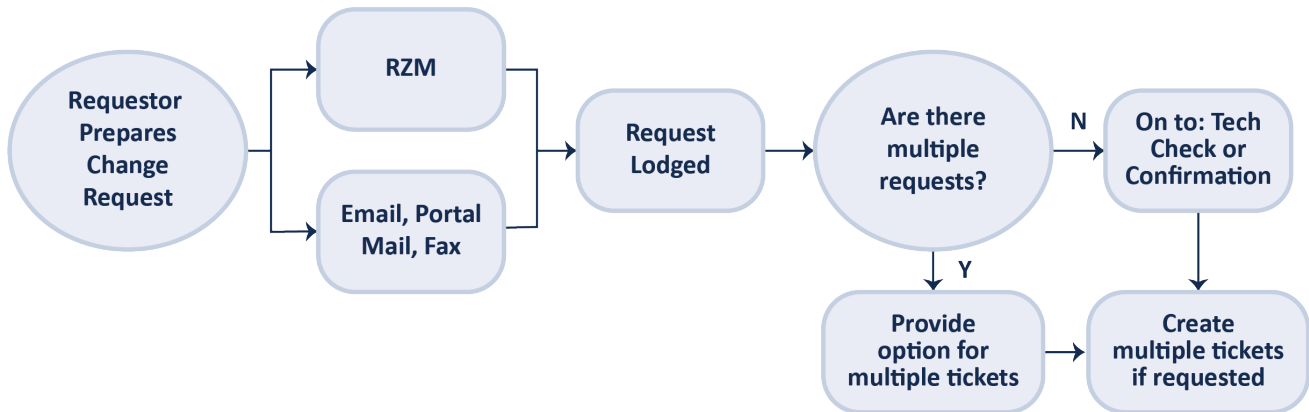 Requestor
Prepares
Change
Request
RZM
Email, Portal
Mail, Fax
Request
Lodged
Are there
multiple
requests?
N
On to: Tech
Check or
Confirmation
Y
Provide
option for
multiple tickets
Create
multiple tickets
if requested